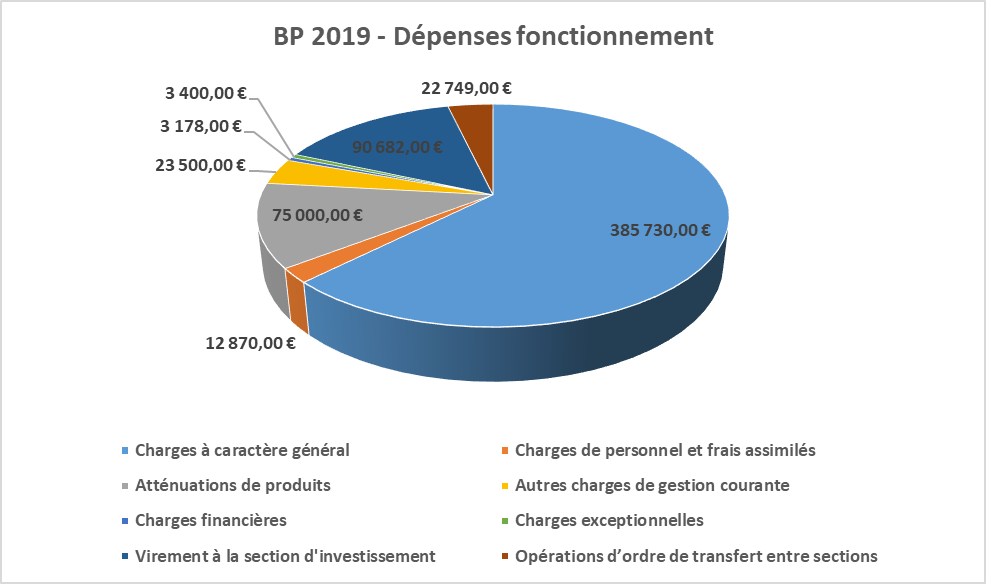 BP 2019 - Dépenses fonctionnement
22 749,00 €
3 400,00 €
3 178,00 €
90 682,00 €
23 500,00 €
75 000,00 €
385 730,00 €
12 870,00 €
Charges à caractère général
Charges de personnel et frais assimilés
Atténuations de produits
Autres charges de gestion courante
Charges financières
Charges exceptionnelles
Virement à la section d'investissement
Opérations d’ordre de transfert entre sections